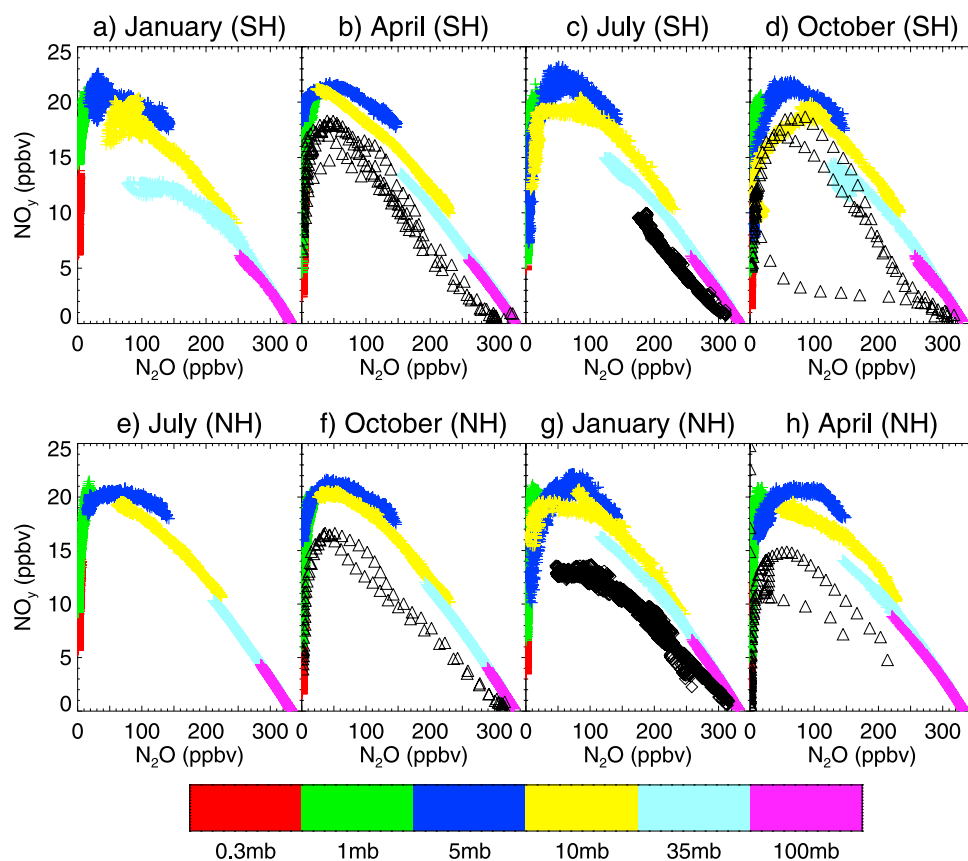 a) January (SH)
b) April (SH)
c) July (SH)
d) October (SH)
25
20
15
10
5
0
NOy (ppbv)
0 100 200 300
0 100 200 300
0 100 200 300
0 100 200 300
N2O (ppbv)
N2O (ppbv)
N2O (ppbv)
N2O (ppbv)
e) July (NH)
f) October (NH)
g) January (NH)
h) April (NH)
25
20
15
10
5
0
NOy (ppbv)
0 100 200 300
0 100 200 300
0 100 200 300
0 100 200 300
N2O (ppbv)
N2O (ppbv)
N2O (ppbv)
N2O (ppbv)
0.3mb 1mb 5mb 10mb 35mb 100mb